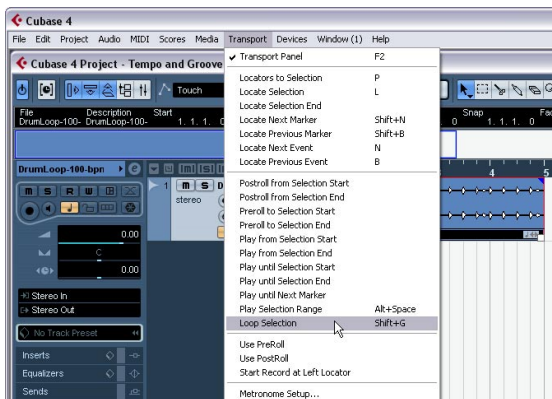 Cubase 4
File Edit Project Audio MIDI Scores Media Transport Devices Window (1) Help
Cubase 4 Project - Tempo and Groove
Touch
File Description Start Snap
DrumLoop-100- DrumLoop-100- 1. 1. 1. 0 1. 1. 1. 0
DrumLoop-100-bpn
M S R W
1 M S D
stereo
0.00
C
0.00
Stereo In
Stereo Out
No Track Preset
Inserts
Equalizers
Sends
Transport Panel F2
Locators to Selection P
Locate Selection L
Locate Selection End
Locate Next Marker Shift+N
Locate Previous Marker Shift+B
Locate Next Event N
Locate Previous Event B
Postroll from Selection Start
Postroll from Selection End
Preroll to Selection Start
Preroll to Selection End
Play from Selection Start
Play from Selection End
Play until Selection Start
Play until Selection End
Play until Next Marker
Play Selection Range Alt+Space
Loop Selection Shift+G
Use PreRoll
Use PostRoll
Start Record at Left Locator
Metronome Setup...
4 5